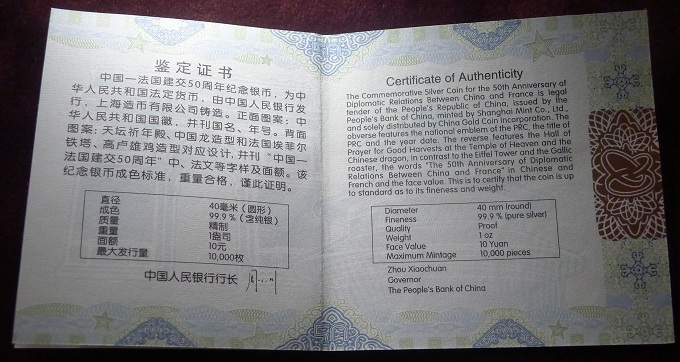 鉴定证书
中国—法国建交50周年纪念银币，为中
华人民共和国法定货币，由中国人民银行发
行，上海造币有限公司铸造。正面图案：中
华人民共和国国徽，并刊国名、年号。背面
图案：天坛祈年殿、中国龙造型和法国埃菲尔
铁塔、高卢雄鸡造型对应设计，并刊“中国—
法国建交50周年”中、法文等字样及面额。该
纪念银币成色标准，重量合格，谨此证明。
直径 40毫米（圆形）
成色 99.9％（含纯银）
质量 精制
重量 1盎司
面额 10元
最大发行量 10,000枚
中国人民银行行长
Certificate of Authenticity
The Commemorative Silver Coin for the 50th Anniversary of
Diplomatic Relations Between China and France is legal
tender of the People's Republic of China, issued by the
People's Bank of China, minted by Shanghai Mint Co., Ltd.,
and solely distributed by China Gold Coin Incorporation. The
obverse features the national emblem of the PRC, the title of
PRC and the year date. The reverse features the Hall of
Prayer for Good Harvests at the Temple of Heaven and the
Chinese dragon, in contrast to the Eiffel Tower and the Gallic
rooster, the words "The 50th Anniversary of Diplomatic
Relations Between China and France" in Chinese and
French and the face value. This is to certify that the coin is up
to standard as to its fineness and weight.
Diameter 40 mm (round)
Fineness 99.9 % (pure silver)
Quality Proof
Weight 1 oz
Face Value 10 Yuan
Maximum Mintage 10,000 pieces
Zhou Xiaochuan
Governor
The People's Bank of China